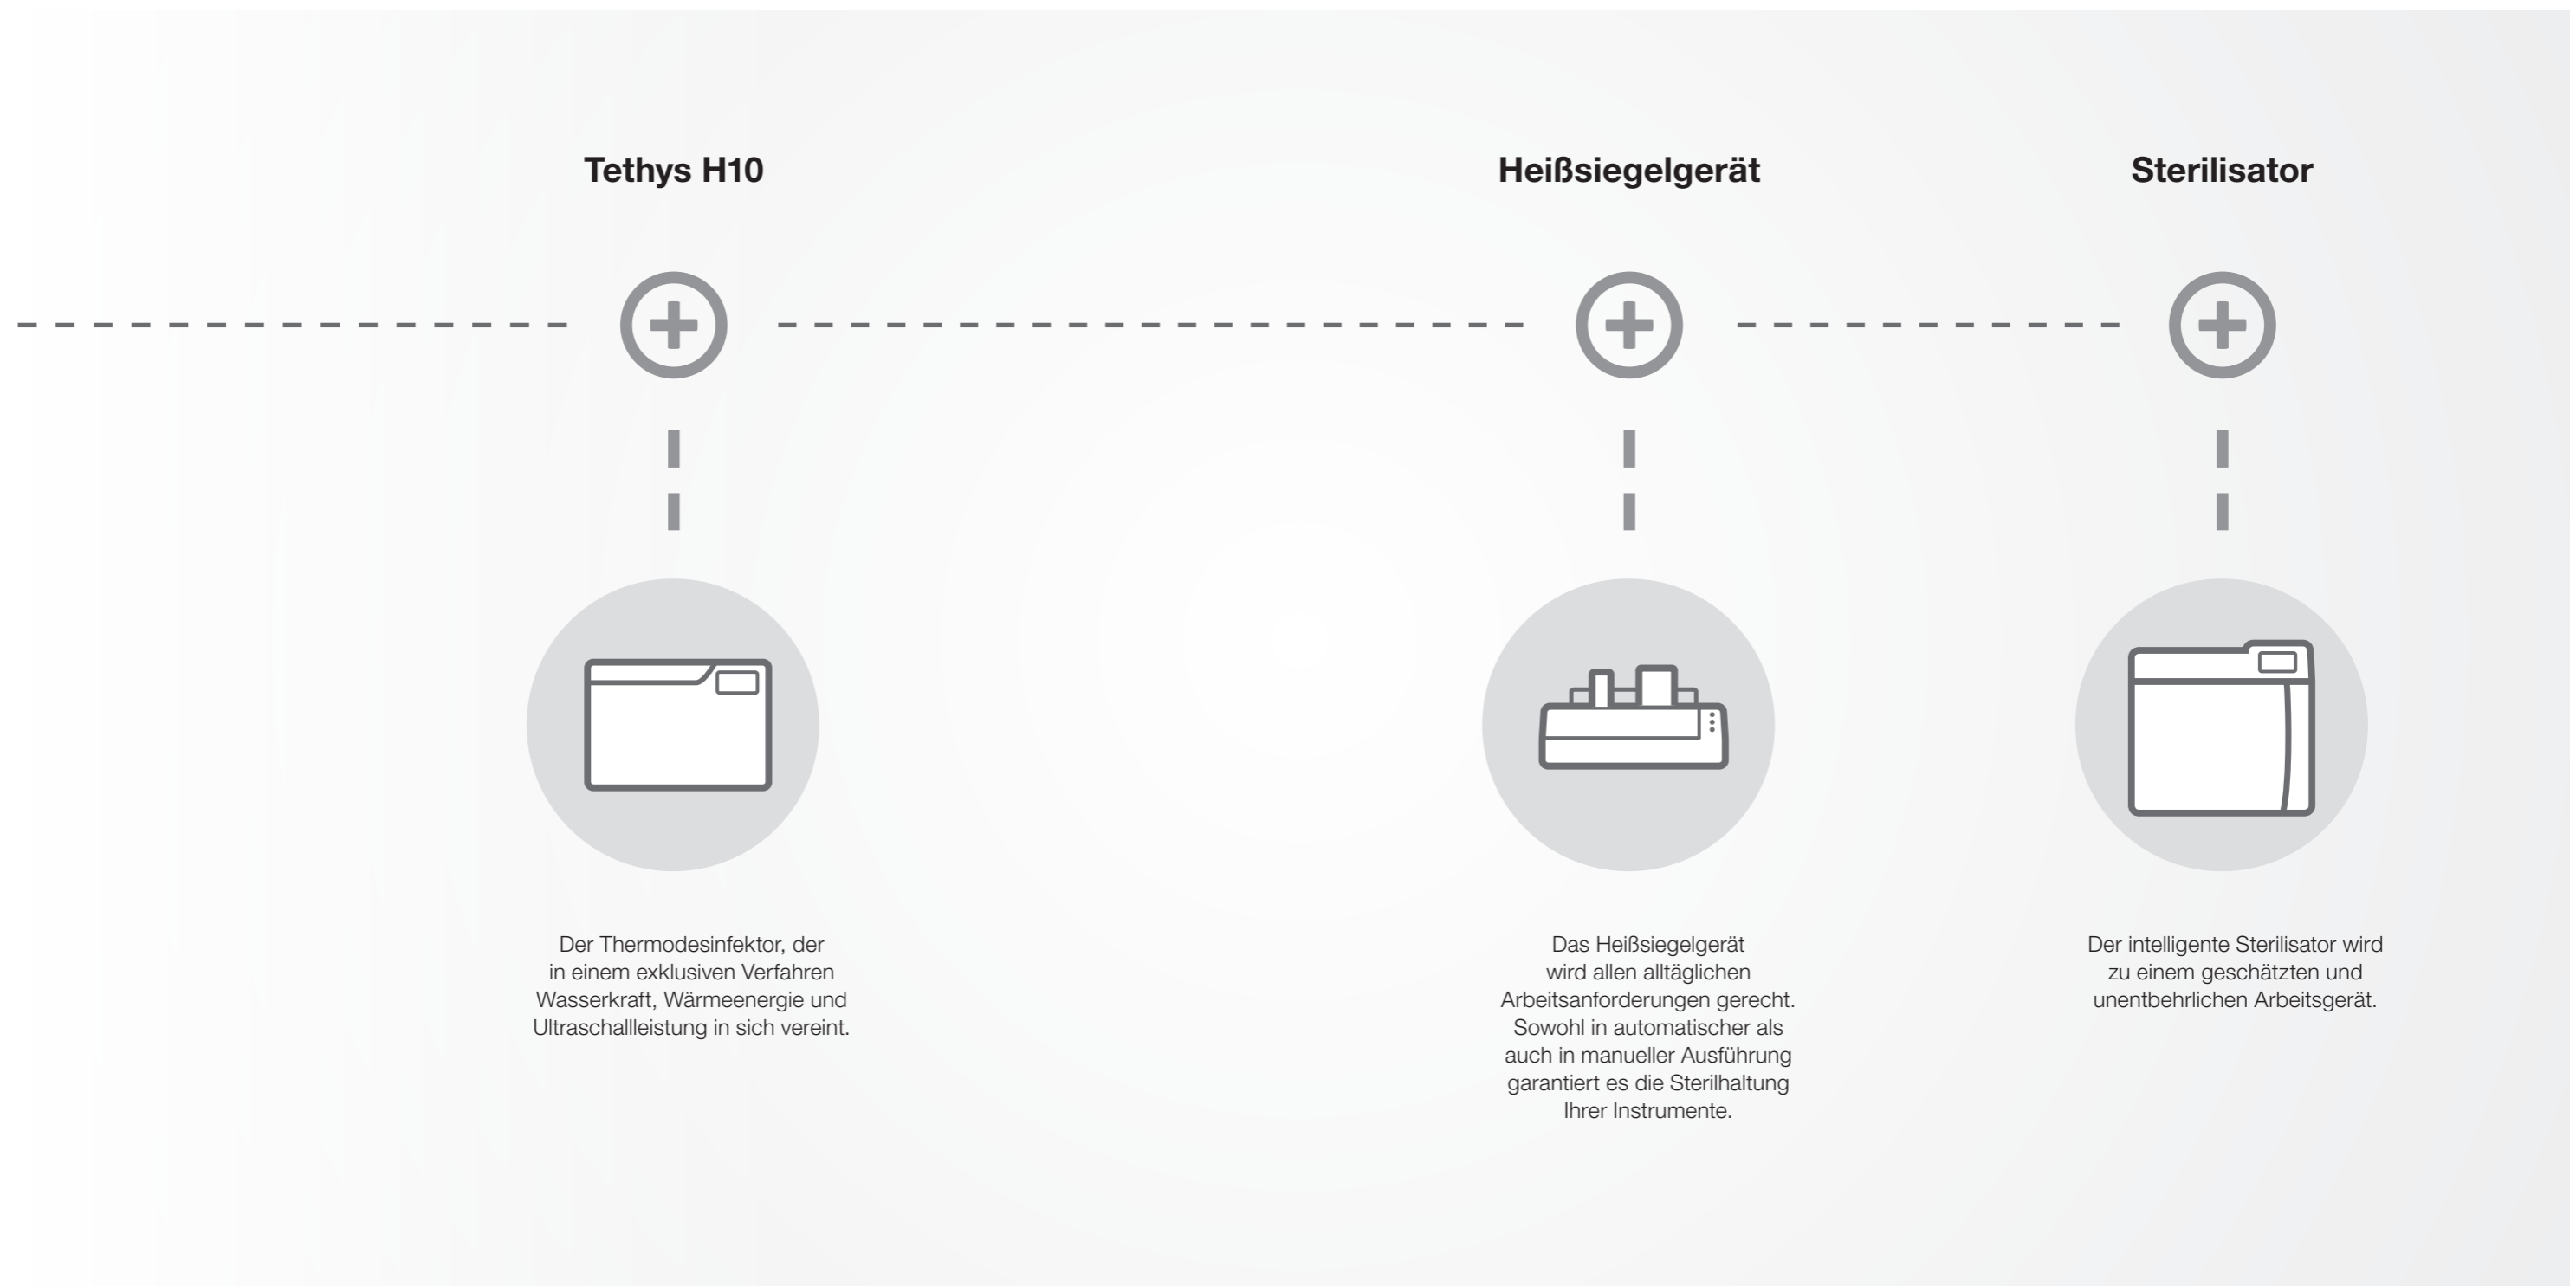 Tethys H10
Heißsiegelgerät
Sterilisator
Der Thermodesinfektor, der
in einem exklusiven Verfahren
Wasserkraft, Wärmeenergie und
Ultraschallleistung in sich vereint.
Das Heißsiegelgerät
wird allen alltäglichen
Arbeitsanforderungen gerecht.
Sowohl in automatischer als
auch in manueller Ausführung
garantiert es die Sterilhaltung
Ihrer Instrumente.
Der intelligente Sterilisator wird
zu einem geschätzten und
unentbehrlichen Arbeitsgerät.